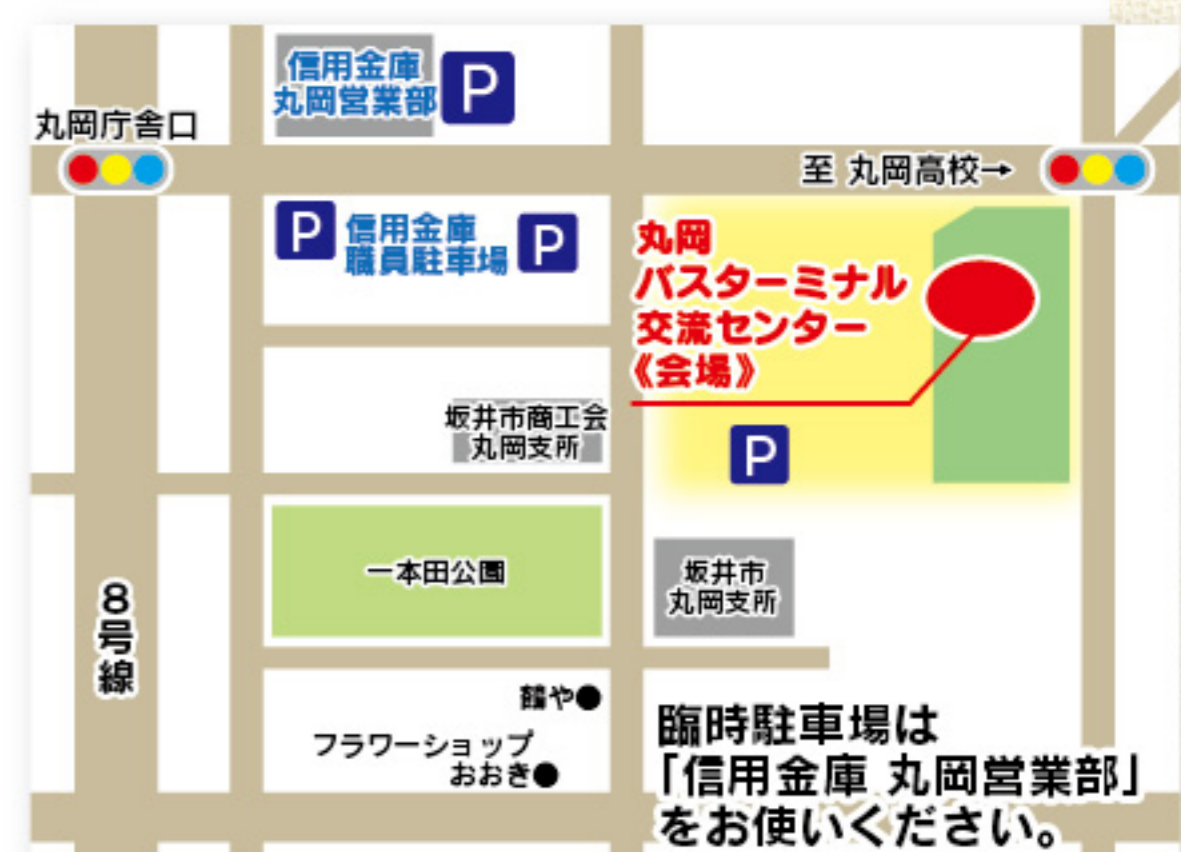 信用金庫
丸岡営業部
P
丸岡庁舎口
至 丸岡高校→
P
信用金庫
職員駐車場
P
丸岡
バスターミナル
交流センター
《会場》
坂井市商工会
丸岡支所
P
一本田公園
坂井市
丸岡支所
8号線
鶴や●
フラワーショップ
おおき●
臨時駐車場は
「信用金庫 丸岡営業部」
をお使いください。